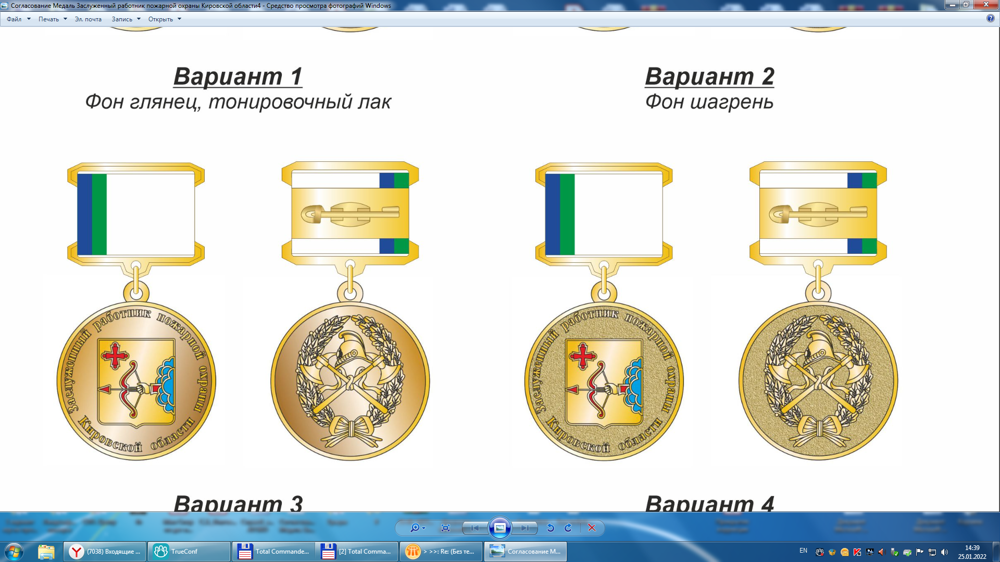 Согласование Медаль Заслуженный работник пожарной охраны Кировской области4 - Средство просмотра фотографий Windows
Файл Печать Эл. почта Запись Открыть
Вариант 1
Фон глянец, тонировочный лак
Вариант 2
Фон шагрень
Заслуженный работник пожарной охраны
Кировской области
Заслуженный работник пожарной охраны
Кировской области
Вариант 3
Вариант 4
(7038) Входящие ...
TrueConf
Total Commande...
[2] Total Comma...
> >>: Re: (Без те...
Согласование М...
EN
14:39
25.01.2022